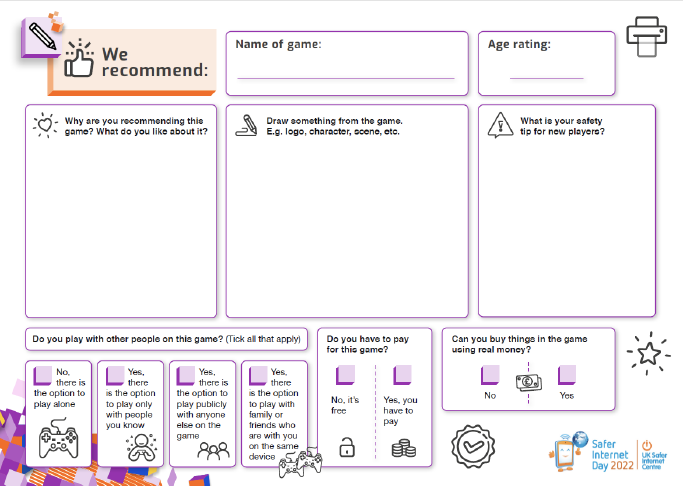 We
recommend:
Name of game:
Age rating:
Why are you recommending this
game? What do you like about it?
Draw something from the game.
E.g. logo, character, scene, etc.
What is your safety
tip for new players?
Do you play with other people on this game? (Tick all that apply)
No,
there is
the option to
play alone
Yes,
there
is the option
to play only
with people
you know
Yes,
there is
the option to
play publicly
with anyone
else on the
game
Yes,
there is
the option
to play with
family or
friends who
are with you
on the same
device
Do you have to pay
for this game?
No, it's
free
Yes, you
have to
pay
Can you buy things in the game
using real money?
No
£
Yes
Safer
Internet
Day 2022
UK Safer
Internet
Centre